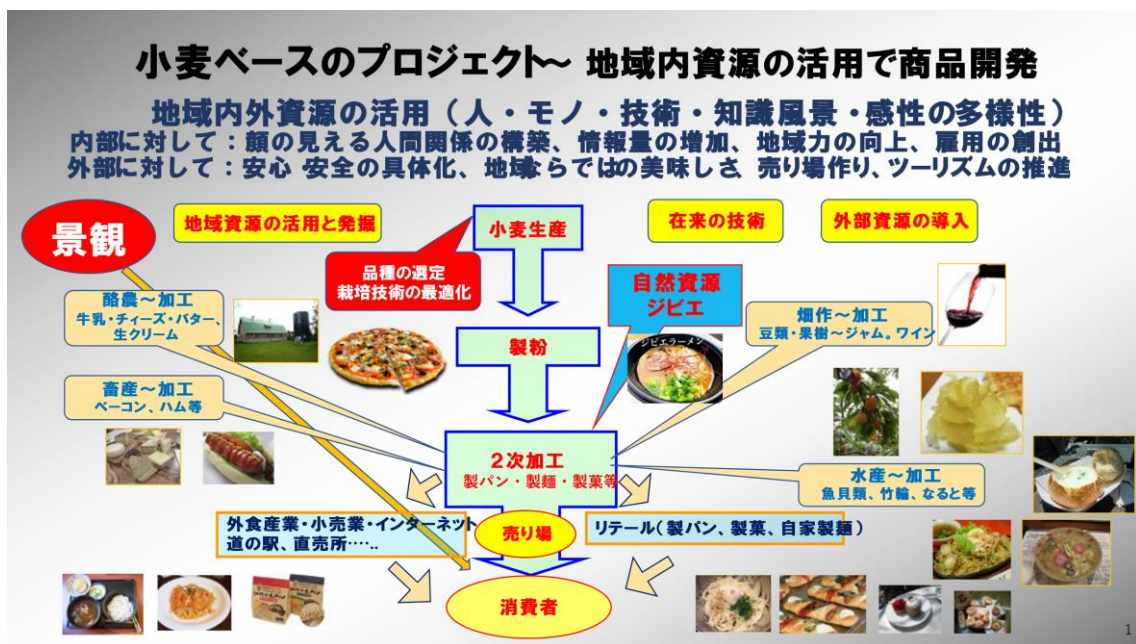 小麦ベースのプロジェクト～ 地域内資源の活用で商品開発
地域内外資源の活用（人・モノ・技術・知識風景・感性の多様性）
内部に対して：顔の見える人間関係の構築、情報量の増加、地域力の向上、雇用の創出
外部に対して：安心 安全の具体化、地域ならではの美味しさ 売り場作り、ツーリズムの推進
景観
地域資源の活用と発掘
小麦生産
在来の技術
外部資源の導入
品種の選定
栽培技術の最適化
自然資源
ジビエ
酪農～加工
牛乳・チィーズ・バター、
生クリーム
畑作～加工
豆類・果樹～ジャム。ワイン
製粉
ジビエラーメン
畜産～加工
ベーコン、ハム等
2次加工
製パン・製麺・製菓等
水産～加工
魚貝類、竹輪、なると等
外食産業・小売業・インターネット
道の駅、直売所‥‥..
売り場
リテール（製パン、製菓、自家製麺）
消費者
1